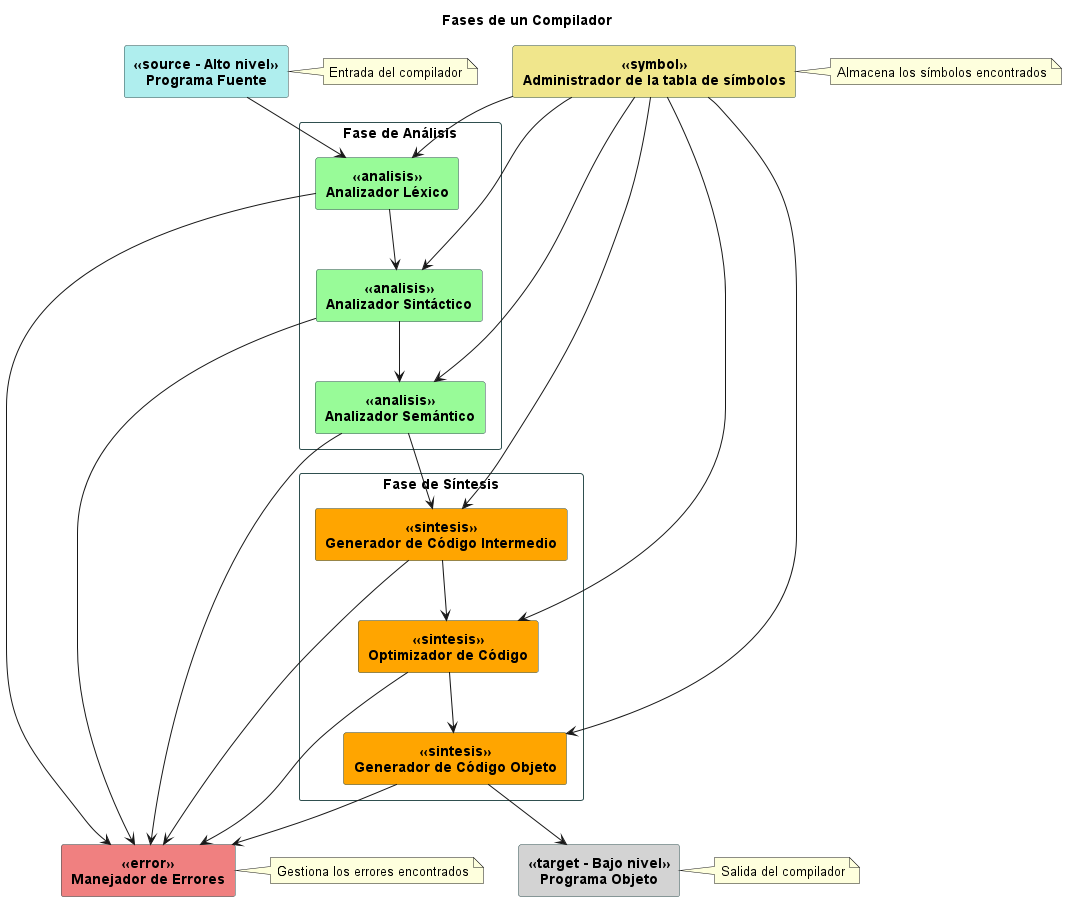 Fases de un Compilador
«source - Alto nivel»
Programa Fuente
Entrada del compilador
«symbol»
Administrador de la tabla de símbolos
Almacena los símbolos encontrados
Fase de Análisis
«analisis»
Analizador Léxico
«analisis»
Analizador Sintáctico
«analisis»
Analizador Semántico
Fase de Síntesis
«sintesis»
Generador de Código Intermedio
«sintesis»
Optimizador de Código
«sintesis»
Generador de Código Objeto
«error»
Manejador de Errores
Gestiona los errores encontrados
«target - Bajo nivel»
Programa Objeto
Salida del compilador